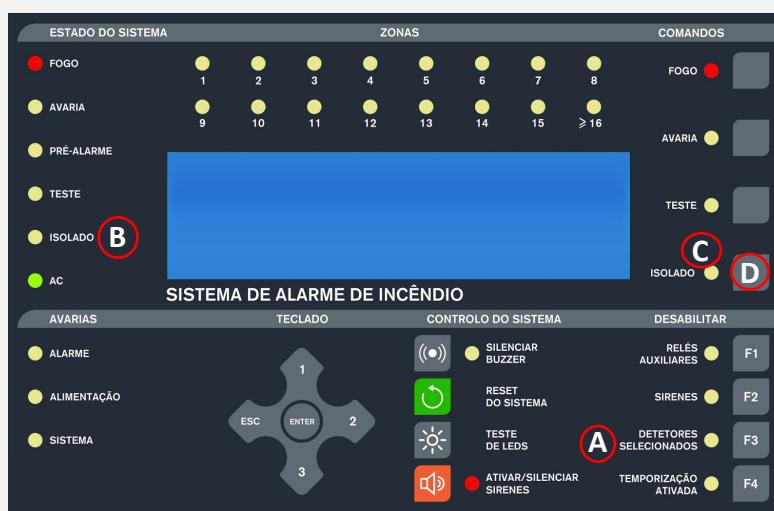 ESTADO DO SISTEMA
ZONAS
COMANDOS
FOGO
1 2 3 4 5 6 7 8
FOGO
AVARIA
9 10 11 12 13 14 15 ⩾16
AVARIA
PRÉ-ALARME
TESTE
TESTE
ISOLADO B
C
ISOLADO D
AC
SISTEMA DE ALARME DE INCÊNDIO
AVARIAS
TECLADO
CONTROLO DO SISTEMA
DESABILITAR
ALARME
ALIMENTAÇÃO
SISTEMA
1
ESC ENTER 2
3
SILENCIAR
BUZZER
RESET
DO SISTEMA
TESTE
DE LEDS
ATIVAR/SILENCIAR
SIRENES
RELÉS
AUXILIARES F1
SIRENES F2
A
DETETORES
SELECIONADOS F3
TEMPORIZAÇÃO
ATIVADA F4